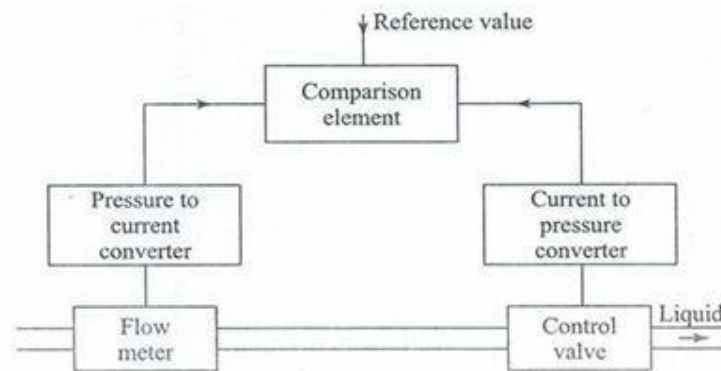 Reference value
Comparison
element
Pressure to
current
converter
Current to
pressure
converter
Flow
meter
Control
valve
Liquid